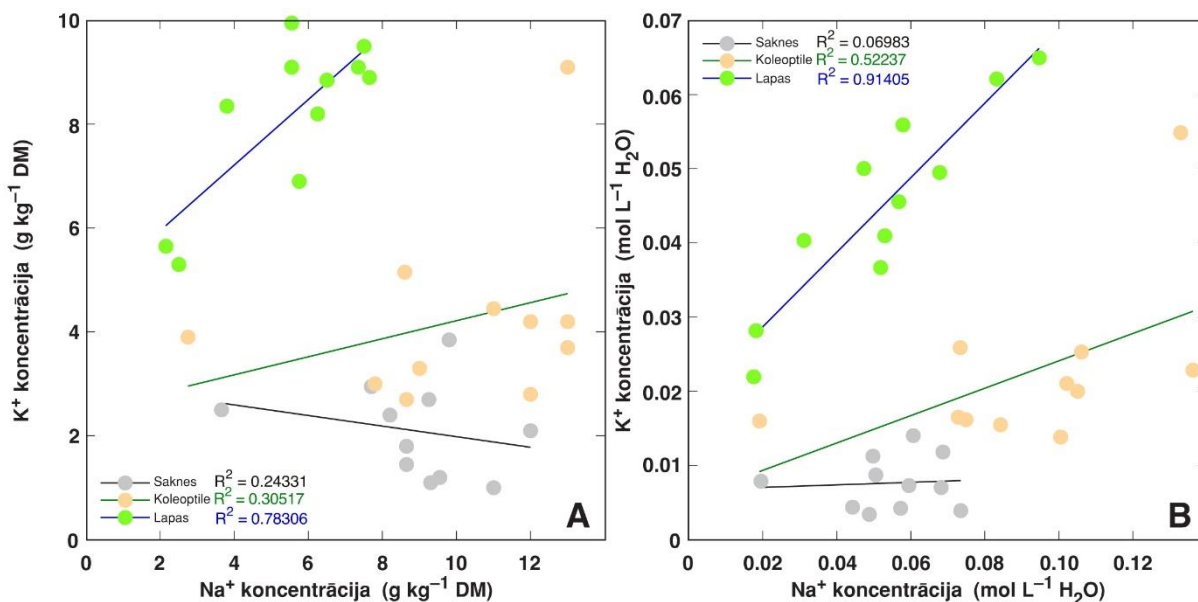 10
8
6
4
2
0
K⁺ koncentrācija (g kg⁻¹ DM)
Saknes R² = 0.24331
Koleoptile R² = 0.30517
Lapas R² = 0.78306
A
0 2 4 6 8 10 12
Na⁺ koncentrācija (g kg⁻¹ DM)
0.07
0.06
0.05
0.04
0.03
0.02
0.01
0
K⁺ koncentrācija (mol L⁻¹ H₂O)
Saknes R² = 0.06983
Koleoptile R² = 0.52237
Lapas R² = 0.91405
B
0.02 0.04 0.06 0.08 0.10 0.12
Na⁺ koncentrācija (mol L⁻¹ H₂O)